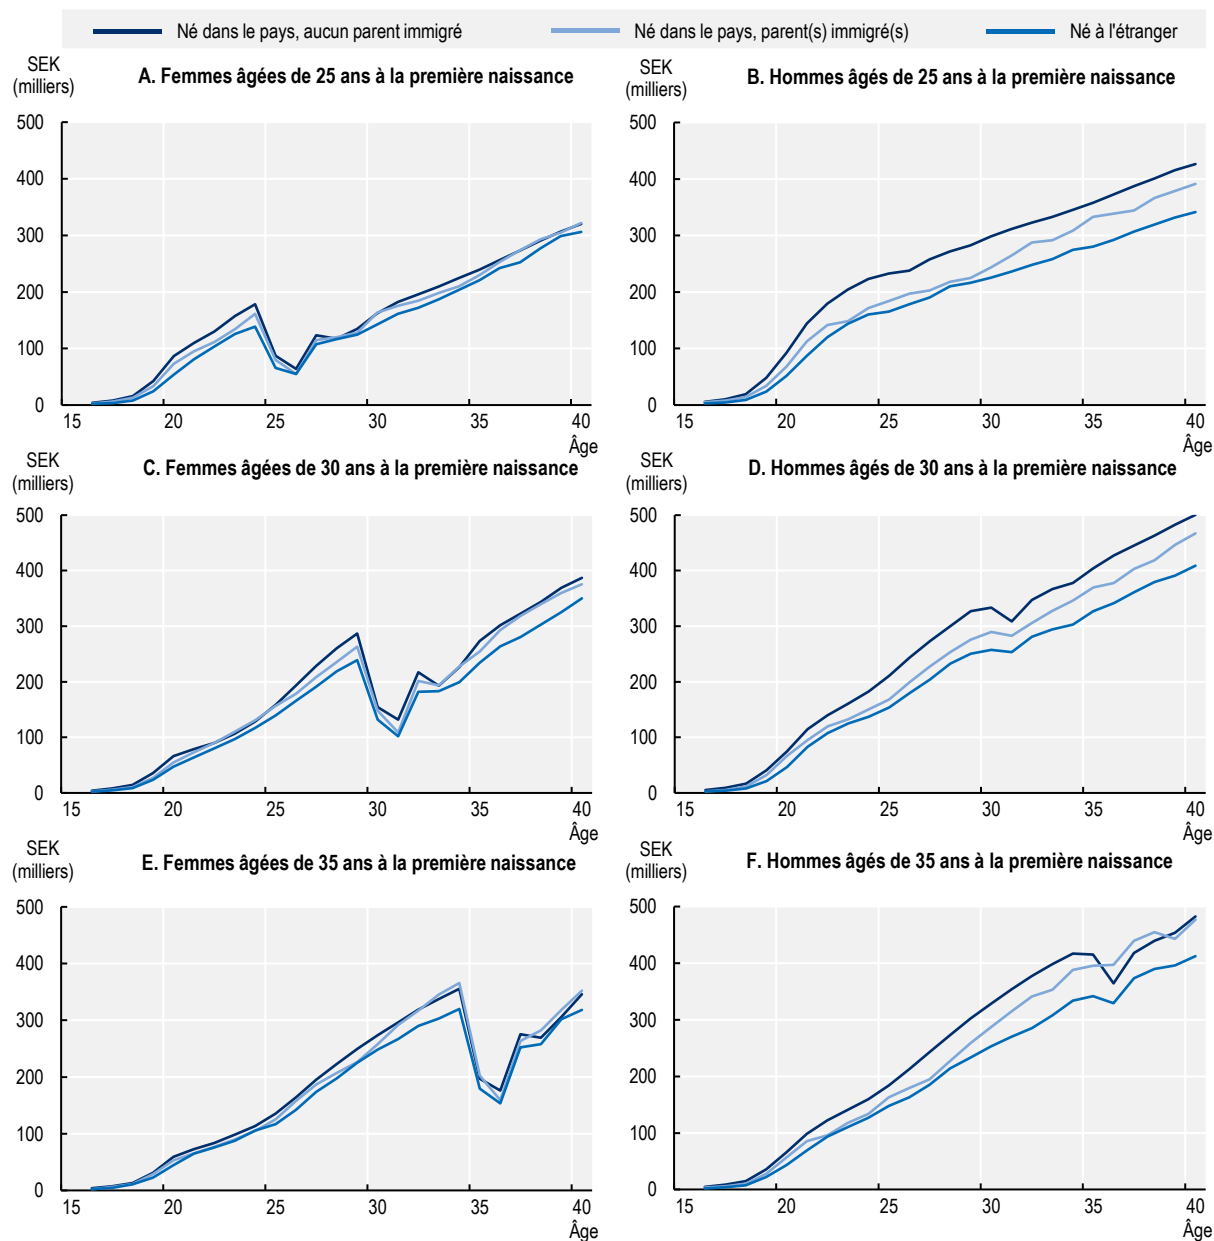 Né dans le pays, aucun parent immigré
Né dans le pays, parent(s) immigré(s)
Né à l'étranger
SEK
(milliers)
A. Femmes âgées de 25 ans à la première naissance
500
400
300
200
100
0
15
20
25
30
35
40
Âge
SEK
(milliers)
B. Hommes âgés de 25 ans à la première naissance
500
400
300
200
100
0
15
20
25
30
35
40
Âge
SEK
(milliers)
C. Femmes âgées de 30 ans à la première naissance
500
400
300
200
100
0
15
20
25
30
35
40
Âge
SEK
(milliers)
D. Hommes âgés de 30 ans à la première naissance
500
400
300
200
100
0
15
20
25
30
35
40
Âge
SEK
(milliers)
E. Femmes âgées de 35 ans à la première naissance
500
400
300
200
100
0
15
20
25
30
35
40
Âge
SEK
(milliers)
F. Hommes âgés de 35 ans à la première naissance
500
400
300
200
100
0
15
20
25
30
35
40
Âge